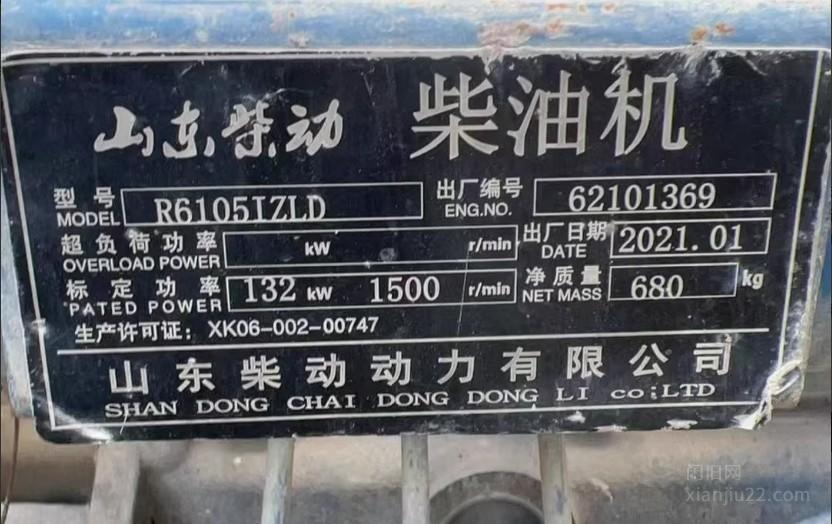 山东柴动 柴油机
型号 MODEL R6105IZLD 出厂编号 ENG.NO. 62101369
超负荷功率 OVERLOAD POWER kW r/min 出厂日期 DATE 2021.01
标定功率 PATED POWER 132 kW 1500 r/min 净质量 NET MASS 680 kg
生产许可证：XK06-002-00747
山东柴动动力有限公司
SHAN DONG CHAI DONG DONG LI co:LTD
闲旧网
xianjiu22.com